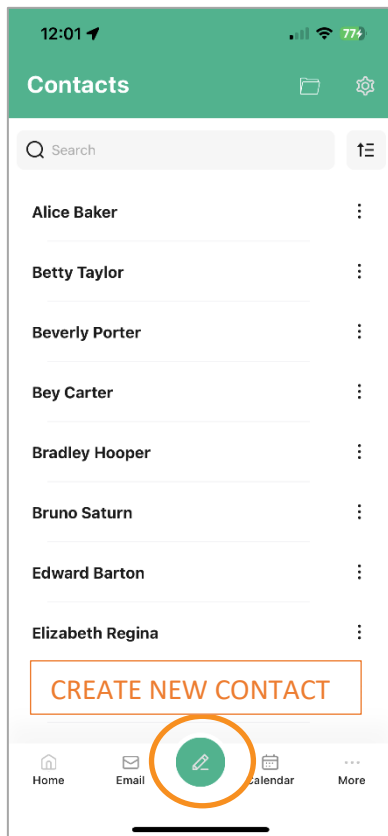 12:01 77
Contacts
Search
Alice Baker
Betty Taylor
Beverly Porter
Bey Carter
Bradley Hooper
Bruno Saturn
Edward Barton
Elizabeth Regina
CREATE NEW CONTACT
Home Email Calendar More